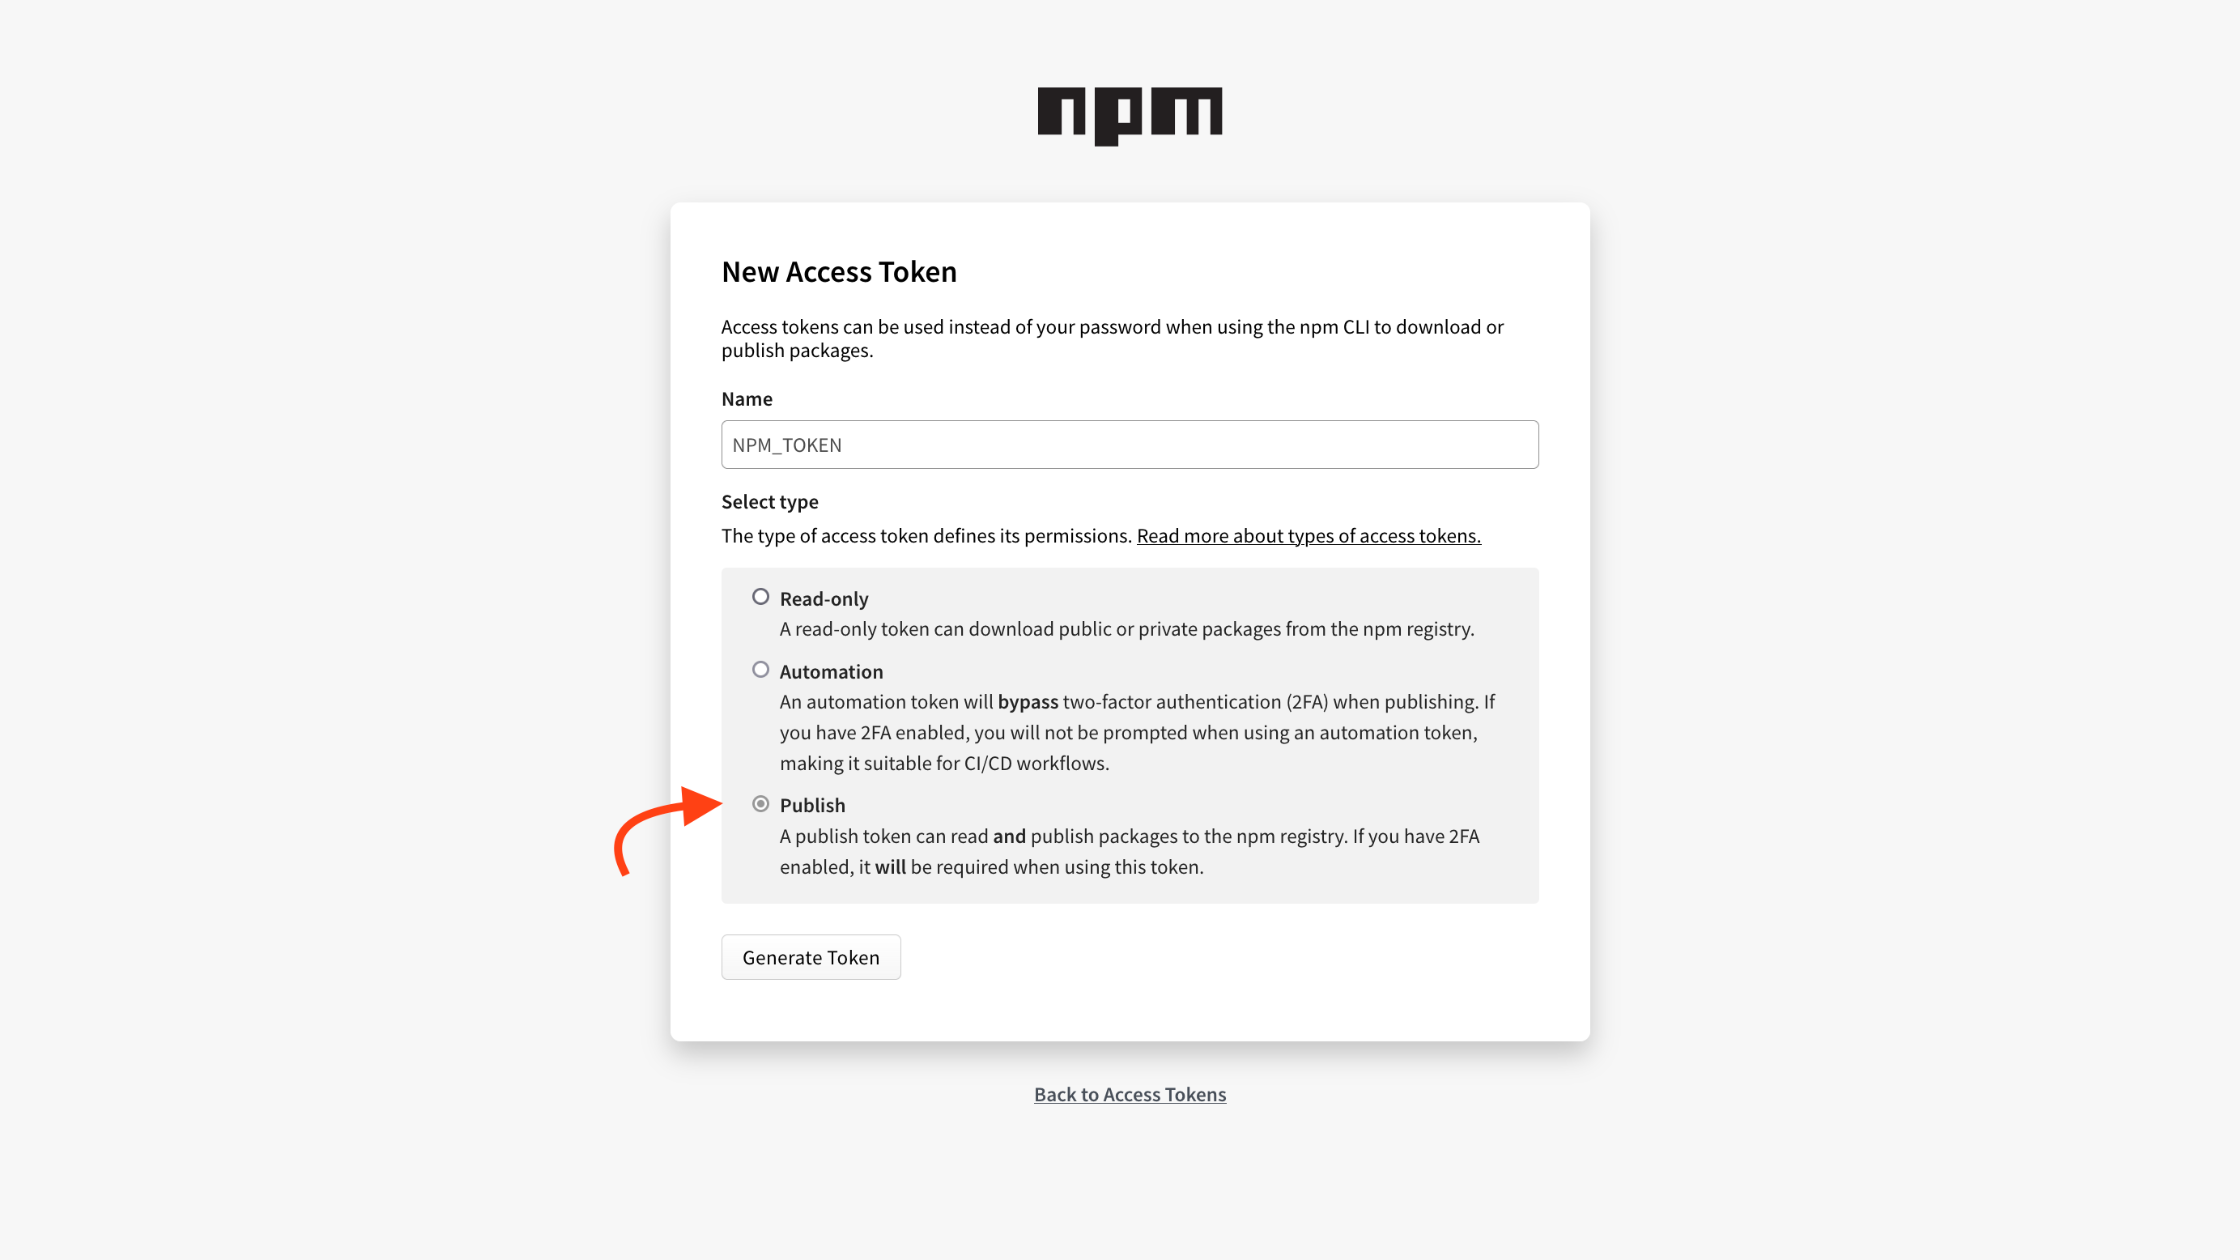 npm
New Access Token
Access tokens can be used instead of your password when using the npm CLI to download or
publish packages.
Name
NPM_TOKEN
Select type
The type of access token defines its permissions. Read more about types of access tokens.
Read-only
A read-only token can download public or private packages from the npm registry.
Automation
An automation token will bypass two-factor authentication (2FA) when publishing. If
you have 2FA enabled, you will not be prompted when using an automation token,
making it suitable for CI/CD workflows.
Publish
A publish token can read and publish packages to the npm registry. If you have 2FA
enabled, it will be required when using this token.
Generate Token
Back to Access Tokens